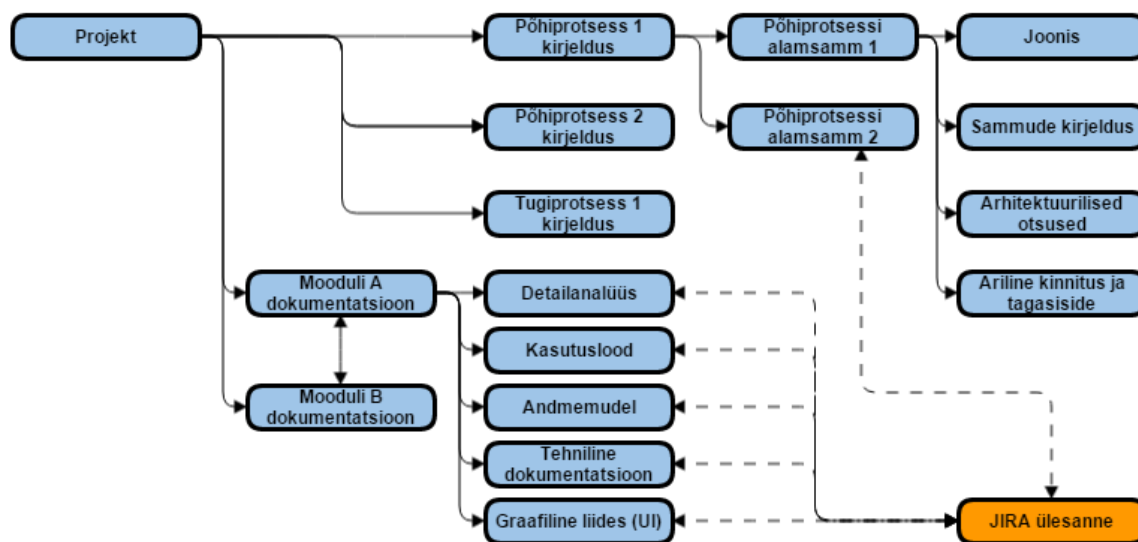 Projekt
Põhiprotsess 1
kirjeldus
Põhiprotsessi
alamsamm 1
Joonis
Põhiprotsess 2
kirjeldus
Põhiprotsessi
alamsamm 2
Sammude kirjeldus
Tugiprotsess 1
kirjeldus
Arhitektuurilised
otsused
Mooduli A
dokumentatsioon
Detailanalüüs
Ariline kinnitus ja
tagasiside
Kasutuslood
Mooduli B
dokumentatsioon
Andmemudel
Tehniline
dokumentatsioon
Graafiline liides (UI)
JIRA ülesanne